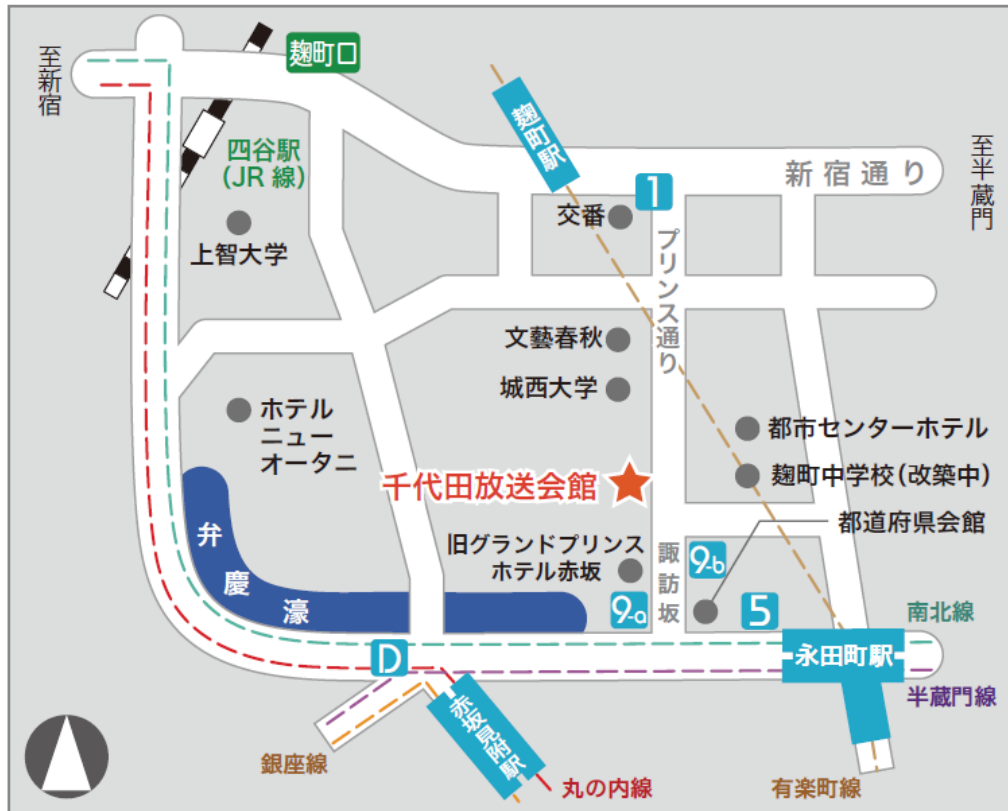 至新宿
麹町口
四谷駅
(JR 線)
上智大学
麹町駅
1
交番
新宿通り
至半蔵門
プリンス通り
文藝春秋
城西大学
ホテル
ニュー
オータニ
都市センターホテル
麹町中学校(改築中)
千代田放送会館
都道府県会館
旧グランドプリンス
ホテル赤坂
諏訪坂
9-b
9-a
5
弁慶濠
D
南北線
永田町駅
半蔵門線
赤坂見附駅
銀座線
丸の内線
有楽町線